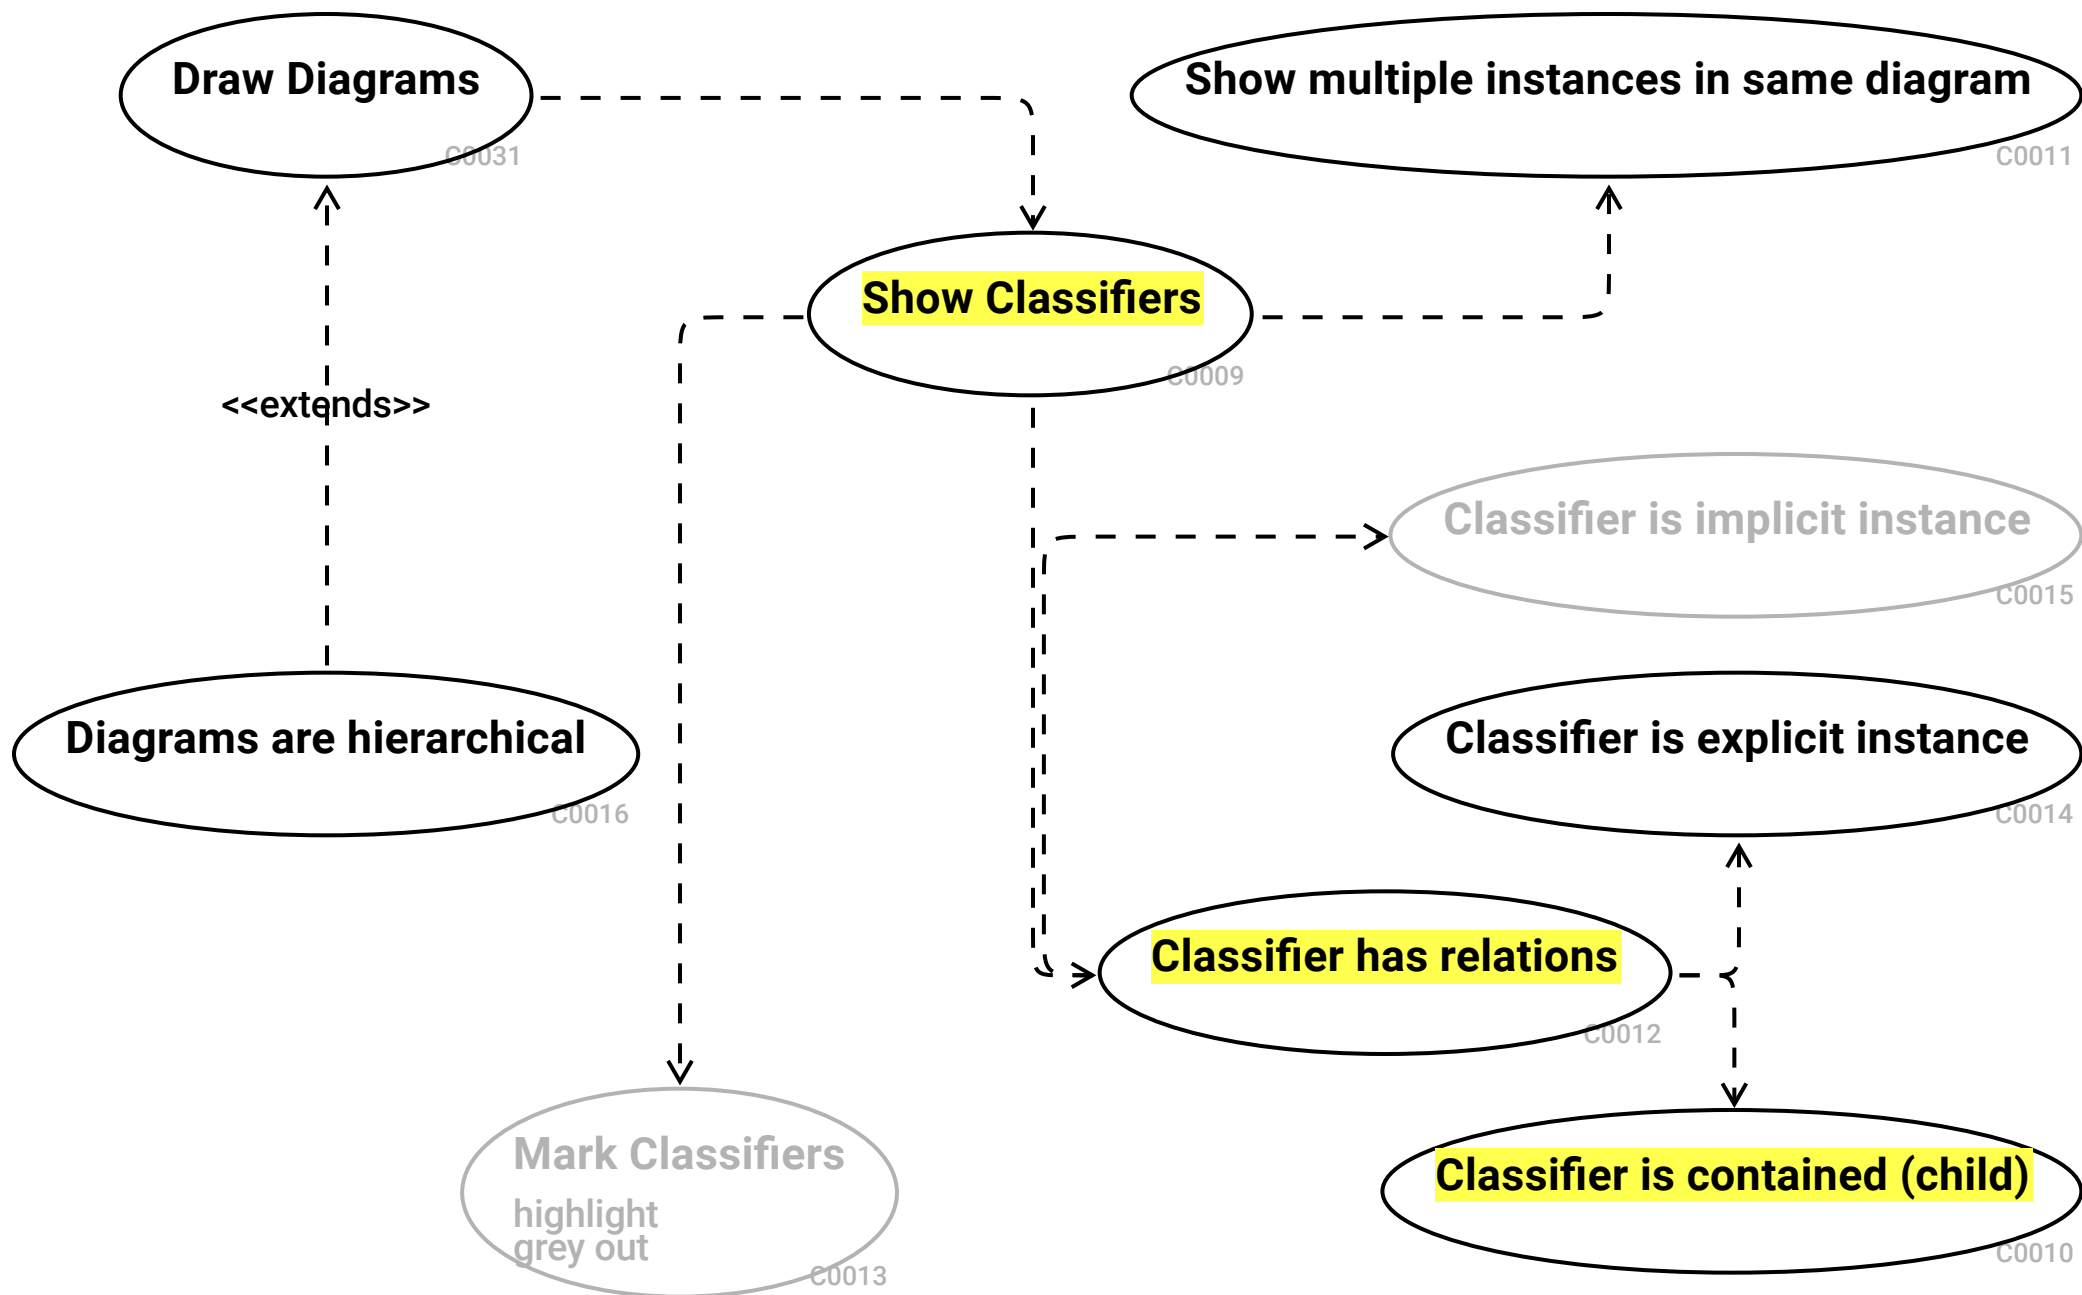 Draw Diagrams
C0031
Show multiple instances in same diagram
C0011
Show Classifiers
C0009
<<extends>>
Classifier is implicit instance
C0015
Diagrams are hierarchical
C0016
Classifier is explicit instance
C0014
Classifier has relations
C0012
Mark Classifiers
highlight
grey out
C0013
Classifier is contained (child)
C0010